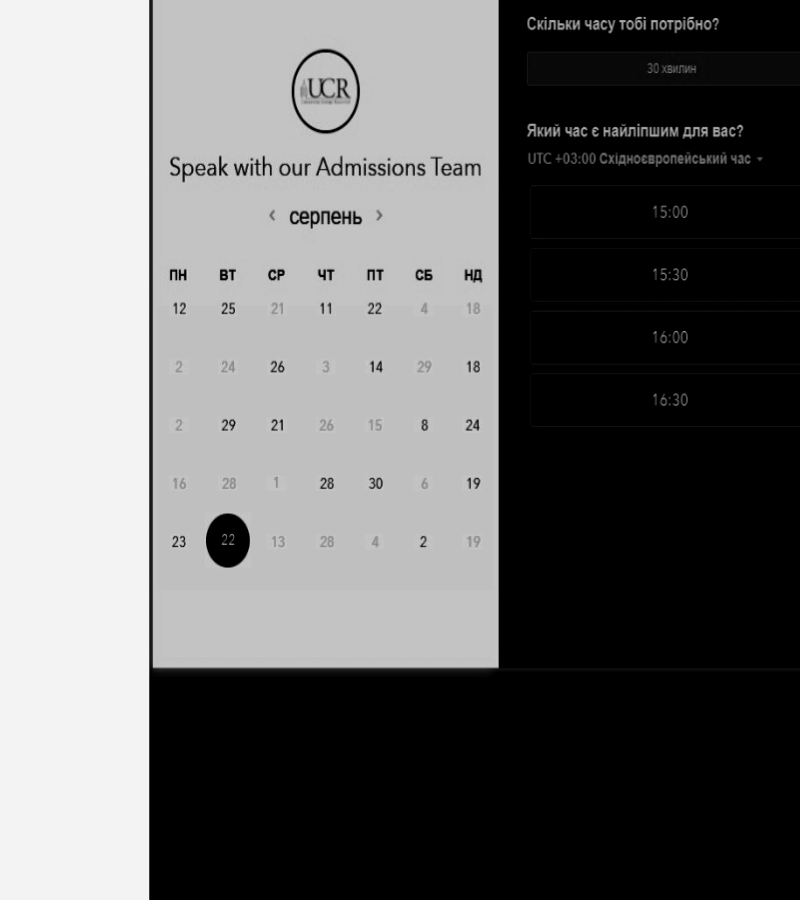 UCR
Speak with our Admissions Team
‹ серпень ›
ПН ВТ СР ЧТ ПТ СБ НД
12 25 21 11 22 4 18
2 24 26 3 14 29 18
2 29 21 26 15 8 24
16 28 1 28 30 6 19
23 22 13 28 4 2 19
Скільки часу тобі потрібно?
30 хвилин
Який час є найліпшим для вас?
UTC +03:00 Східноєвропейський час
15:00
15:30
16:00
16:30